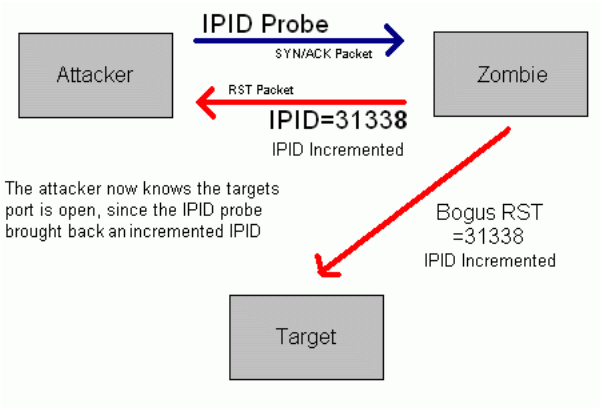 IPID Probe
SYN/ACK Packet
Attacker
Zombie
RST Packet
IPID=31338
IPID Incremented
The attacker now knows the targets
port is open, since the IPID probe
brought back an incremented IPID
Bogus RST
=31338
IPID Incremented
Target